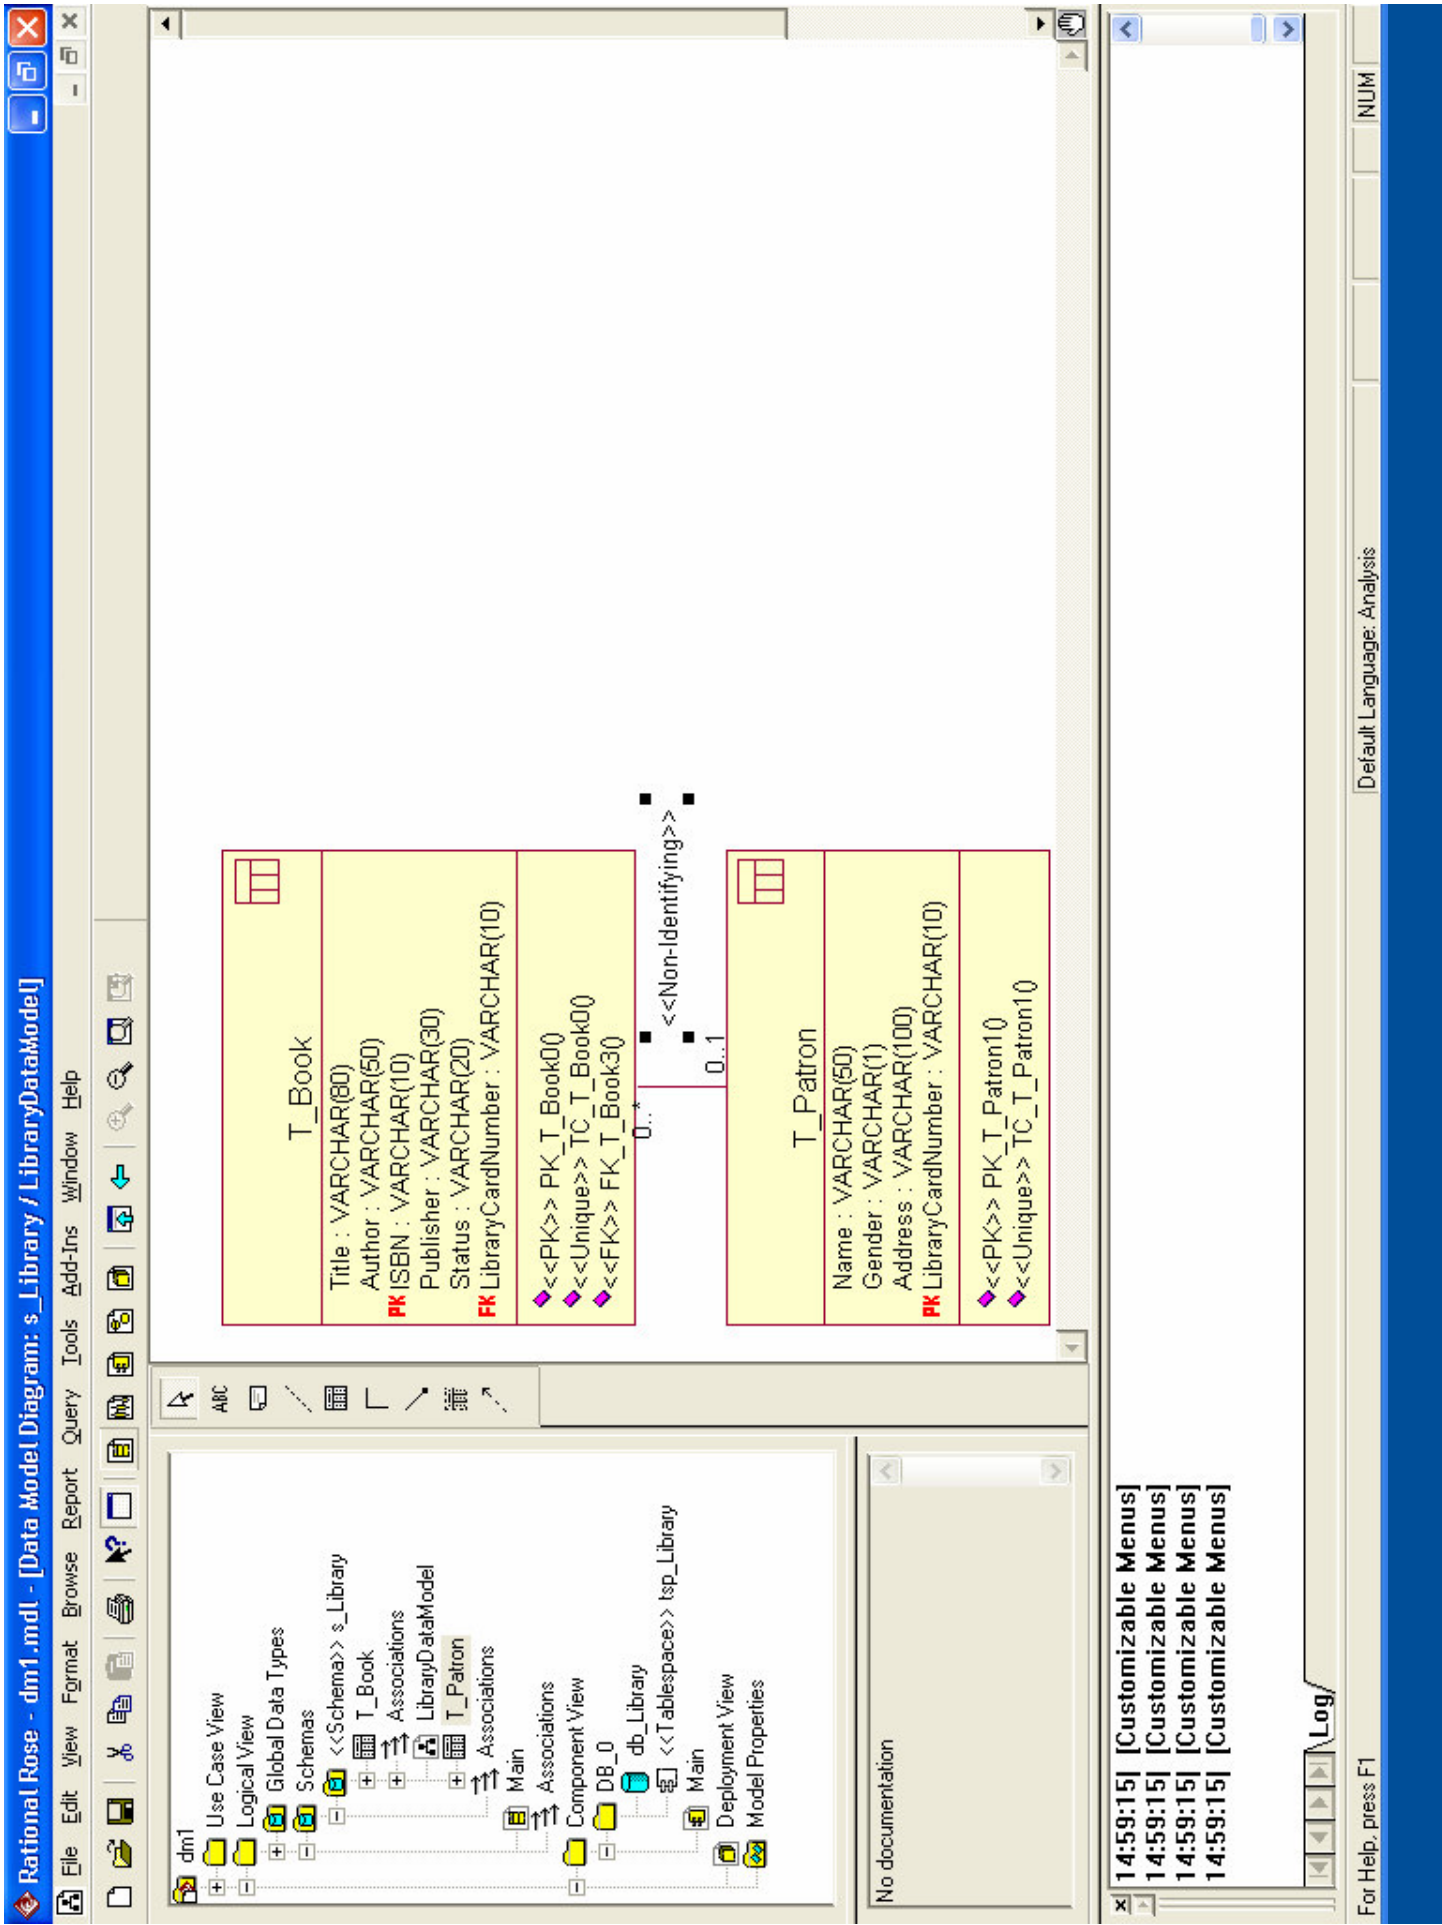 Rational Rose - dm1.mdl - [Data Model Diagram: s_Library / LibraryDataModel]
File Edit View Format Browse Report Query Tools Add-Ins Window Help
dm1
Use Case View
Logical View
Global Data Types
Schemas
<<Schema>> s_Library
T_Book
Associations
LibraryDataModel
T_Patron
Associations
Main
Associations
Component View
DB_0
db_Library
<<Tablespace>> tsp_Library
Main
Deployment View
Model Properties
No documentation
ABC
T_Book
Title : VARCHAR(80)
Author : VARCHAR(50)
PK ISBN : VARCHAR(10)
Publisher : VARCHAR(30)
Status : VARCHAR(20)
FK LibraryCardNumber : VARCHAR(10)
<<PK>> PK_T_Book0()
<<Unique>> TC_T_Book0()
<<FK>> FK_T_Book3()
0..*
<<Non-Identifying>>
0..1
T_Patron
Name : VARCHAR(50)
Gender : VARCHAR(1)
Address : VARCHAR(100)
PK LibraryCardNumber : VARCHAR(10)
<<PK>> PK_T_Patron1()
<<Unique>> TC_T_Patron1()
14:59:15] [Customizable Menus]
14:59:15] [Customizable Menus]
14:59:15] [Customizable Menus]
14:59:15] [Customizable Menus]
Log
For Help, press F1
Default Language: Analysis
NUM